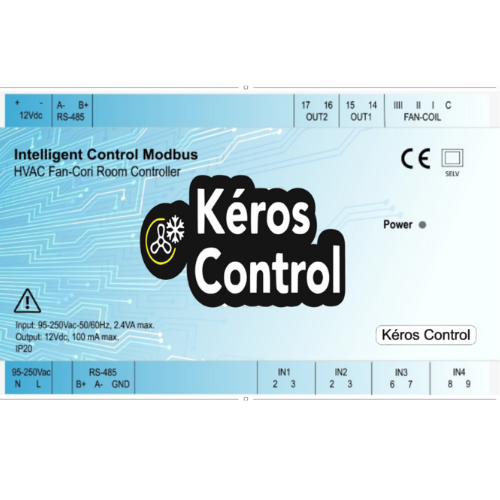 + - A- B+ 17 16 15 14 IIII II I C
12Vdc RS-485 OUT2 OUT1 FAN-COIL
Intelligent Control Modbus
HVAC Fan-Cori Room Controller
CE
SELV
Kéros
Control
Power
Input: 95-250Vac-50/60Hz, 2.4VA max.
Output: 12Vdc, 100 mA max.
IP20
Kéros Control
95-250Vac RS-485 IN1 IN2 IN3 IN4
N L B+ A- GND 2 3 2 3 6 7 8 9